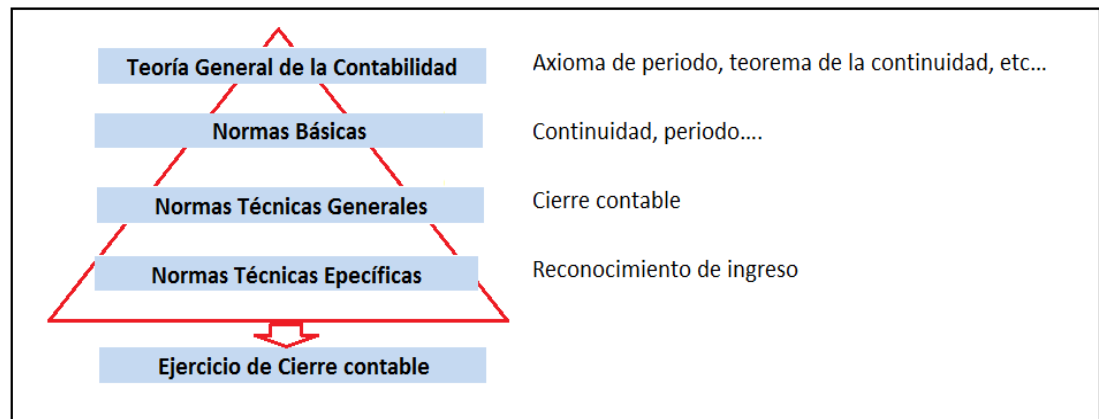 Teoría General de la Contabilidad
Axioma de periodo, teorema de la continuidad, etc...
Normas Básicas
Continuidad, periodo....
Normas Técnicas Generales
Cierre contable
Normas Técnicas Epecíficas
Reconocimiento de ingreso
Ejercicio de Cierre contable